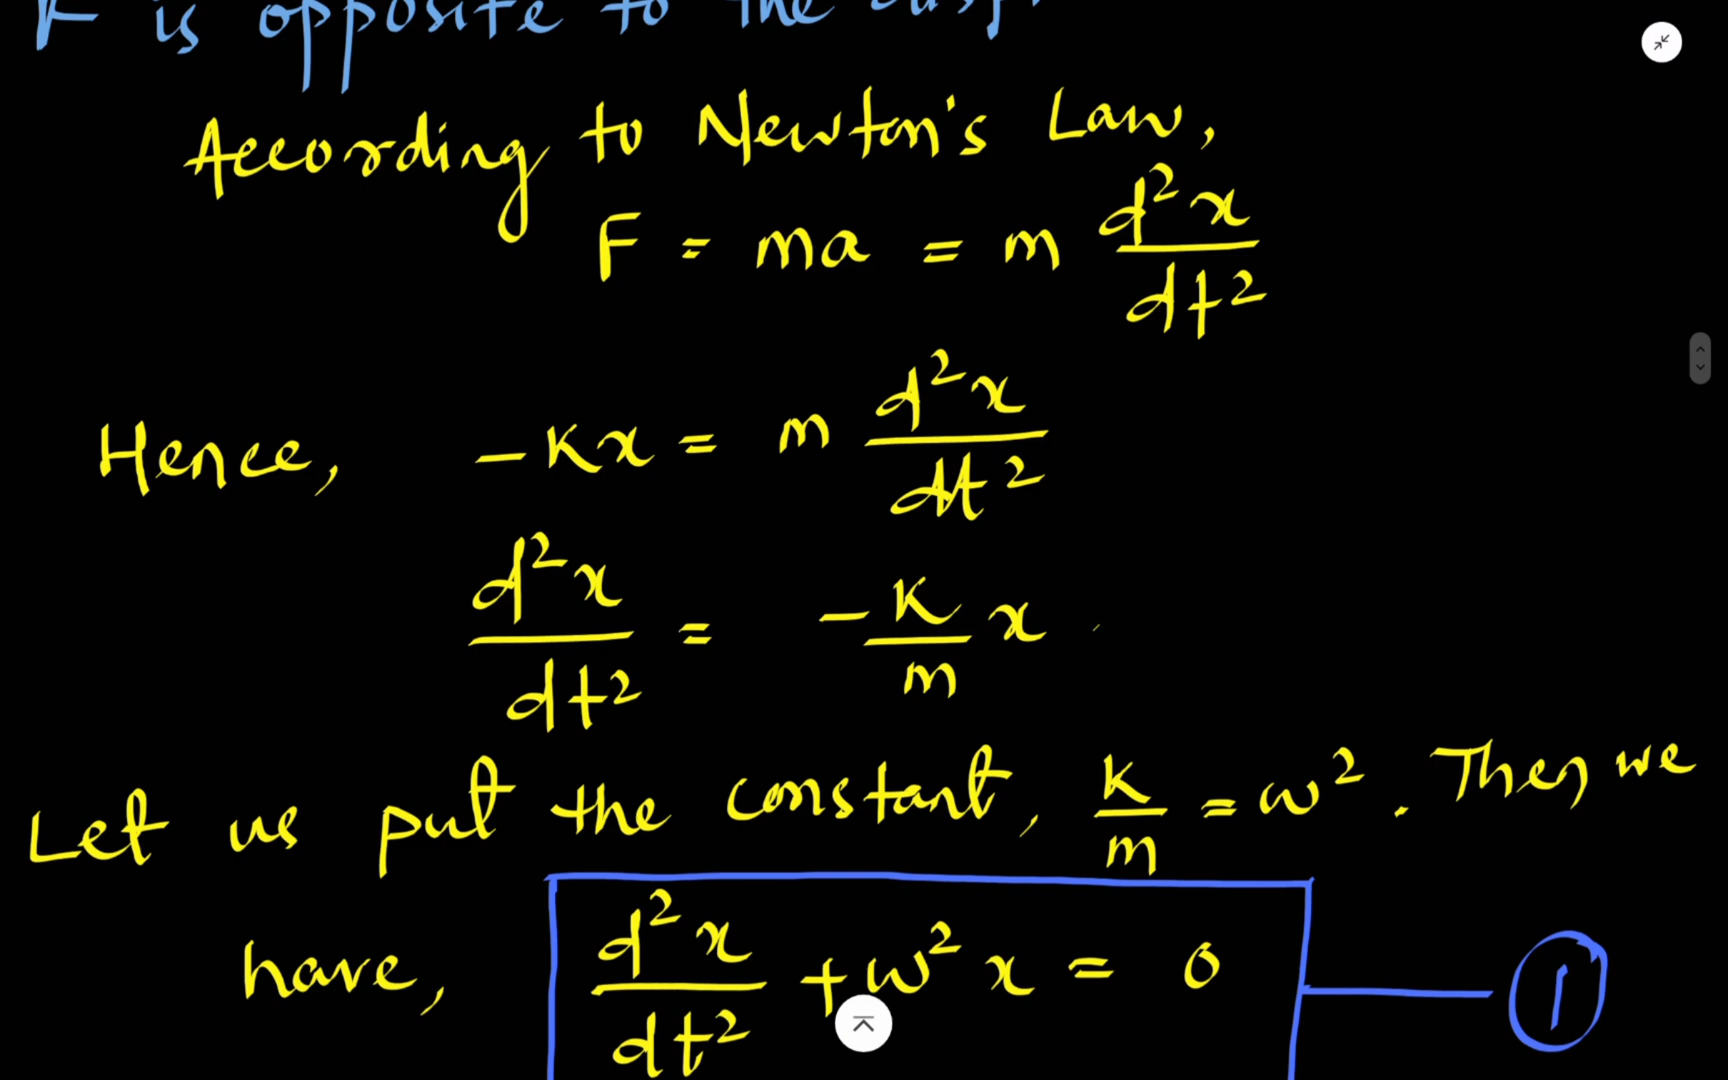 F is opposite to the
According to Newton's Law,
F = ma = m d²x/dt²
Hence, -Kx = m d²x/dt²
d²x/dt² = -K/m x
Let us put the constant, K/m = ω². Then we
have, d²x/dt² + ω²x = 0 — 1